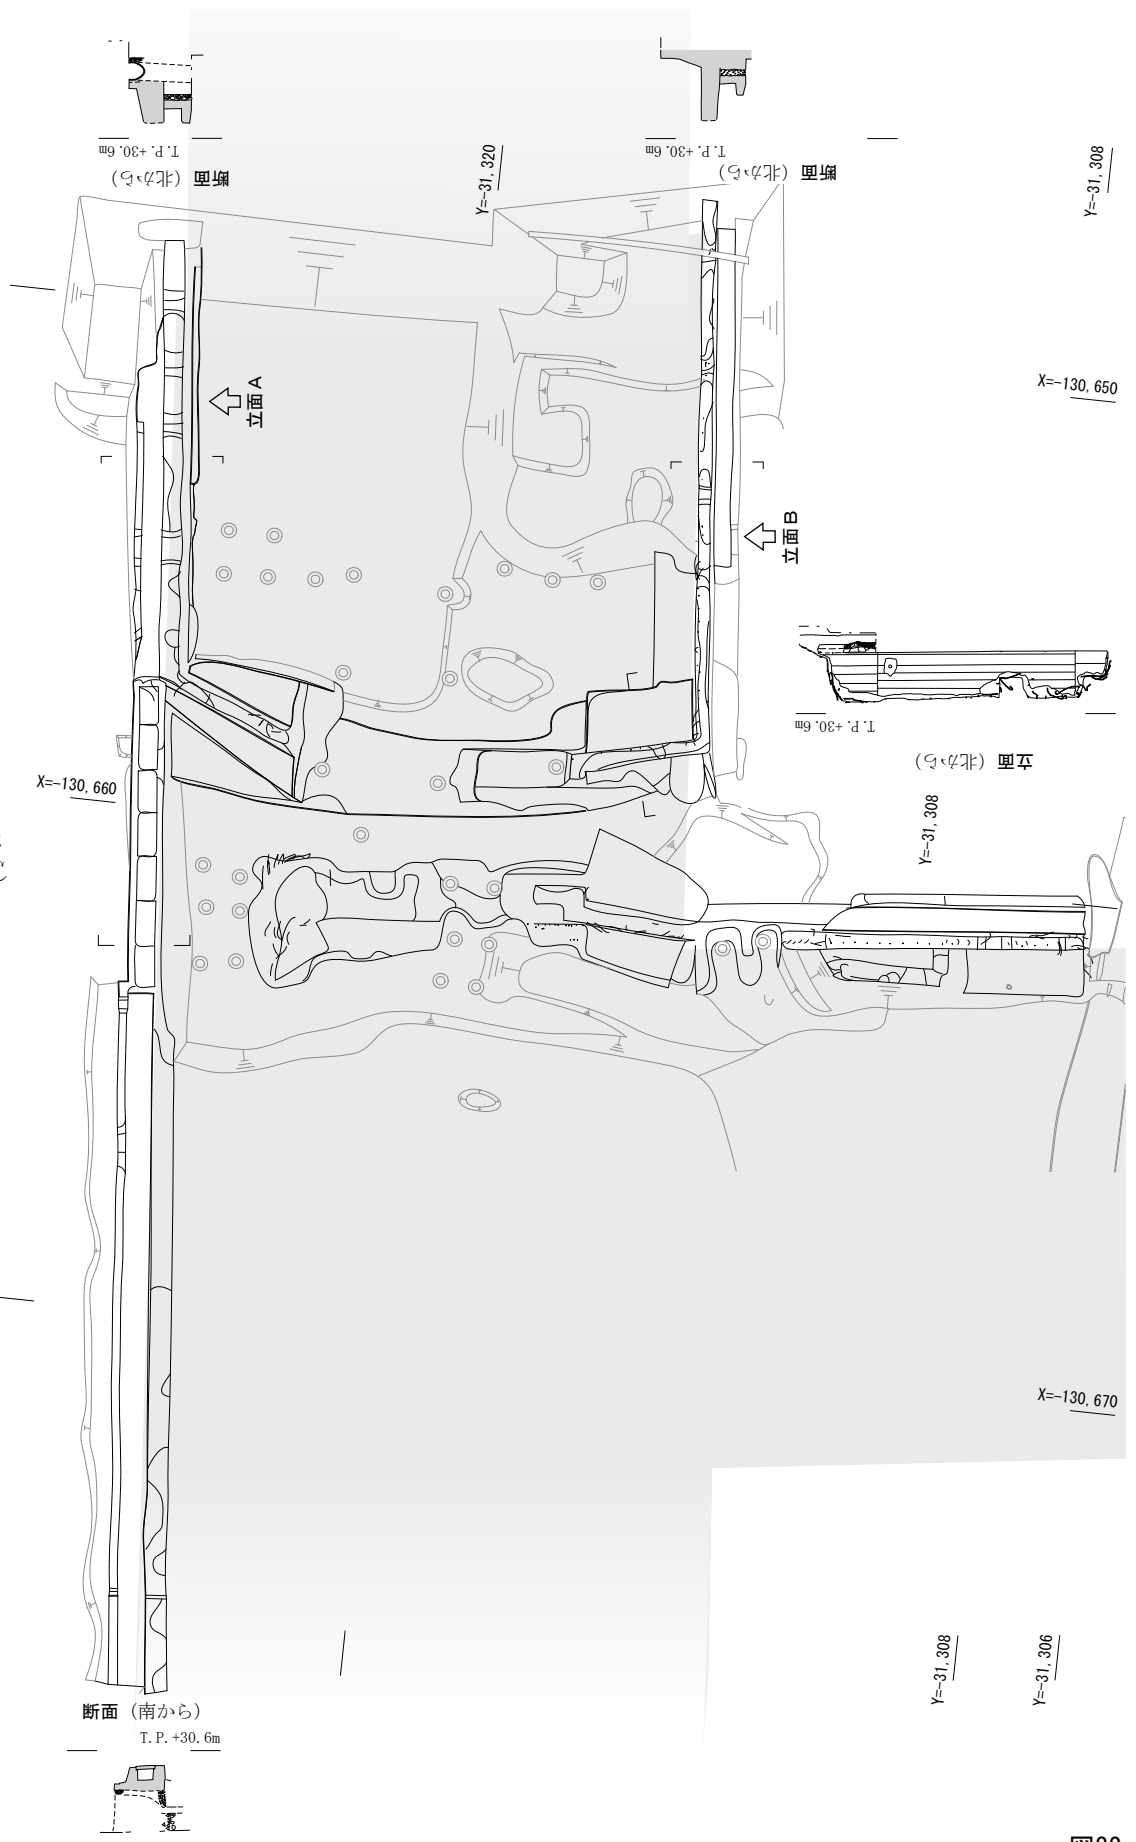 T.P.+30.6m
断面（北から）
T.P.+30.6m
断面（北から）
Y=-31,320
Y=-31,308
立面A
X=-130,650
立面B
T.P.+30.6m
立面（北から）
X=-130,660
Y=-31,308
X=-130,670
Y=-31,308
Y=-31,306
断面（南から）
T.P.+30.6m